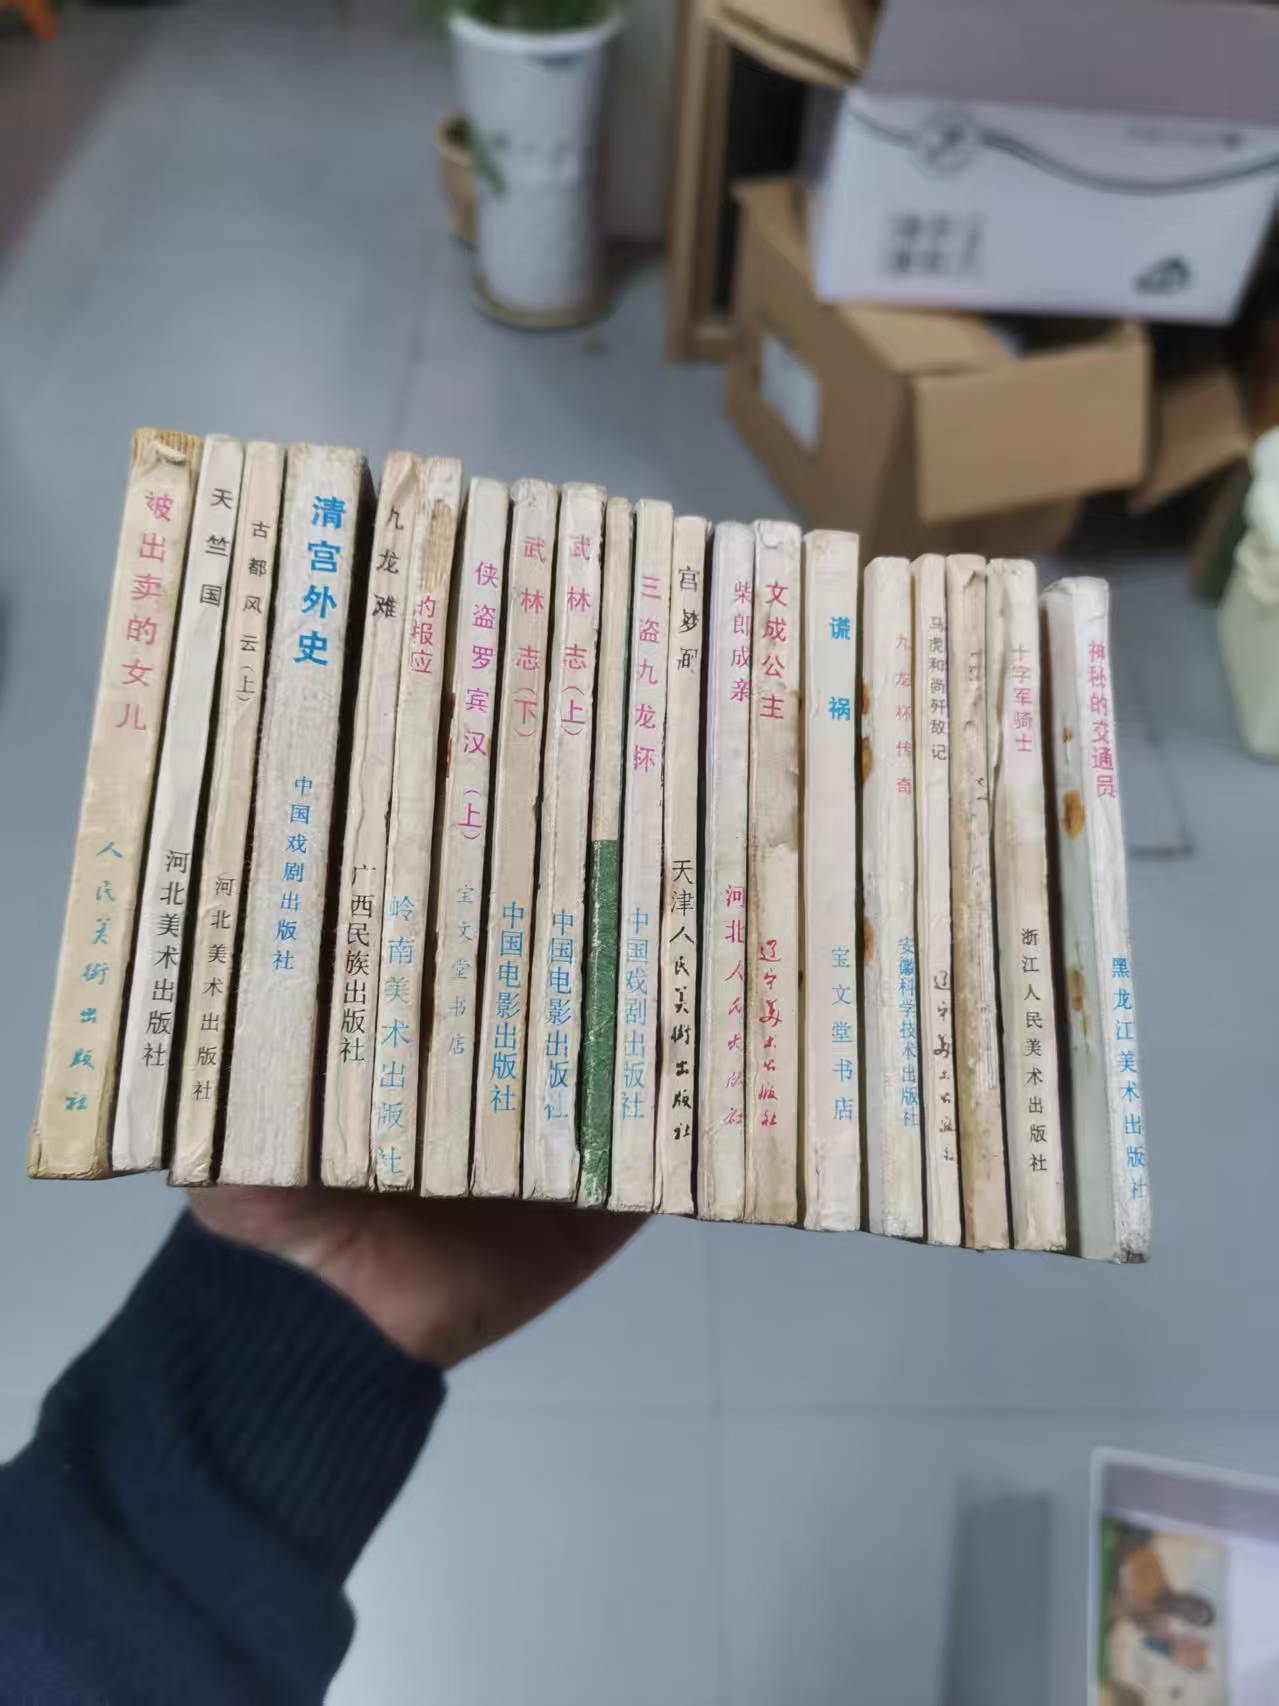 被出卖的女儿
人民美術出版社
天竺国
河北美术出版社
古都风云（上）
河北美术出版社
清宫外史
中国戏剧出版社
九龙滩
广西民族出版社
的报应
岭南美术出版社
侠盗罗宾汉（上）
宝文堂书店
武林志（下）
中国电影出版社
武林志（上）
中国电影出版社
三盗九龙杯
中国戏剧出版社
宫梦
天津人民美術出版社
柴郎成亲
河北人民出版社
文成公主
辽宁美术出版社
谎祸
宝文堂书店
九龙杯传奇
安徽科学技术出版社
马虎和尚歼敌记
辽宁美术出版社
十字军骑士
浙江人民美术出版社
神秘的交通员
黑龙江美术出版社